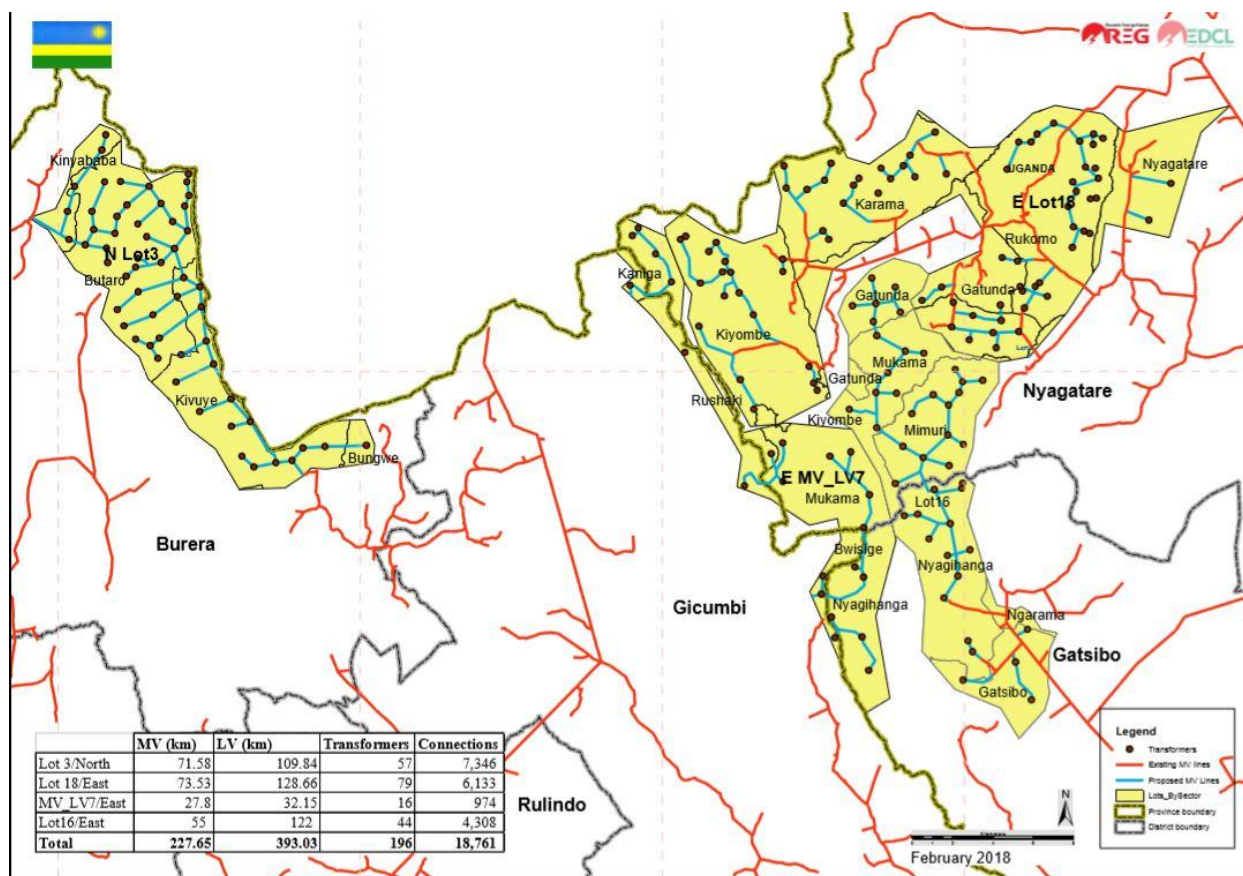 REG
EDCL
Kinyababa
N Lot3
Butaro
Kivuye
Bungwe
Burera
Nyagatare
UGANDA
E Lot18
Karama
Rukomo
Kaniga
Gatunda
Gatunda
Kiyombe
Mukama
Gatunda
Rushaki
Kiyombe
Nyagatare
Mimuri
E MV_LV7
Mukama
Lot16
Bwisige
Nyagihanga
Nyagihanga
Gicumbi
Ngarama
Gatsibo
Gatsibo
Rulindo
MV (km) LV (km) Transformers Connections
Lot 3/North 71.58 109.84 57 7,346
Lot 18/East 73.53 128.66 79 6,133
MV_LV7/East 27.8 32.15 16 974
Lot16/East 55 122 44 4,308
Total 227.65 393.03 196 18,761
Legend
Transformers
Existing MV lines
Proposed MV Lines
Lots_BySector
Province boundary
District boundary
N
February 2018